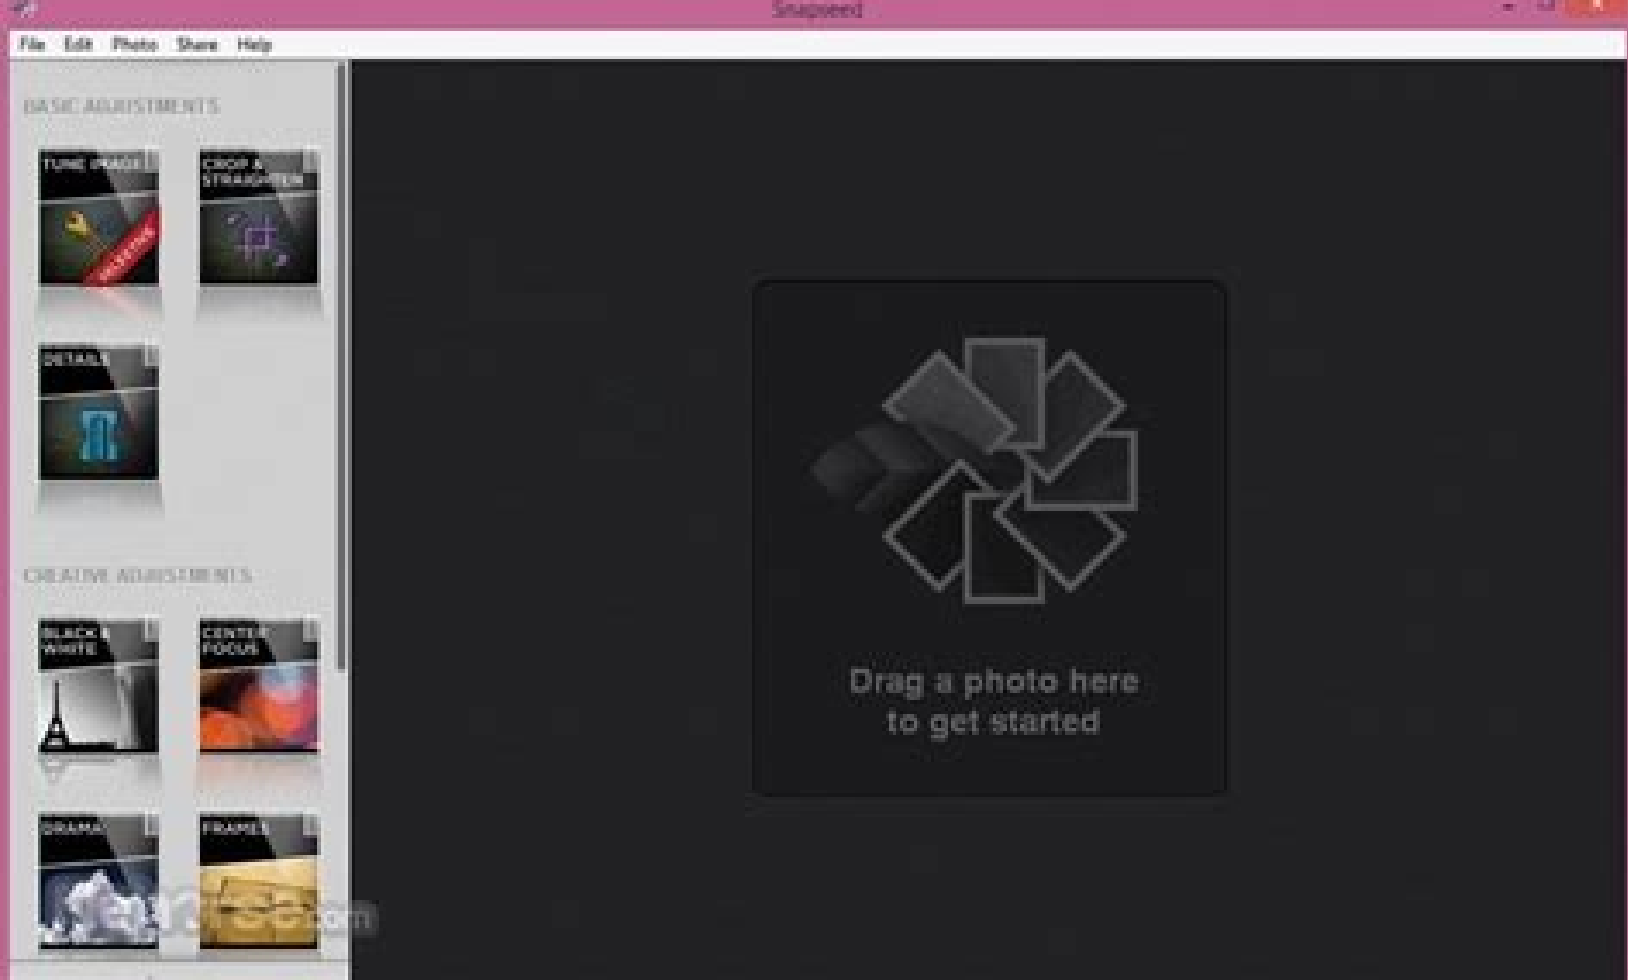 Snapseed
File Edit Photo Share Help
BASIC ADJUSTMENTS
TUNE IMAGE
CROP &
STRAIGHTEN
DETAILS
CREATIVE ADJUSTMENTS
BLACK &
WHITE
CENTER
FOCUS
DRAMA
FRAMES
Drag a photo here
to get started